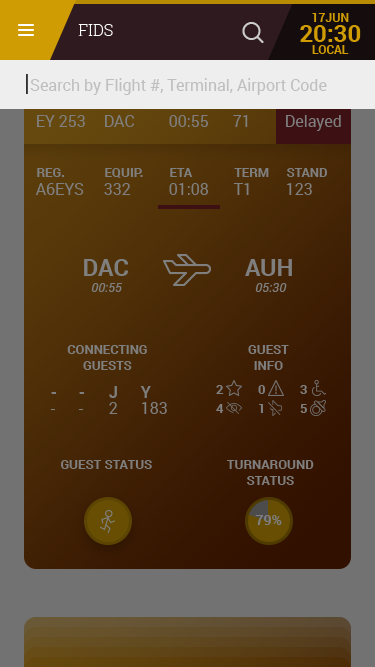 FIDS
17JUN
20:30
LOCAL
Search by Flight #, Terminal, Airport Code
EY 253 DAC 00:55 71 Delayed
REG. EQUIP. ETA TERM STAND
A6EYS 332 01:08 T1 123
DAC AUH
00:55 05:30
CONNECTING
GUESTS
GUEST
INFO
- - J Y
- - 2 183
2 0 3
4 1 5
GUEST STATUS
TURNAROUND
STATUS
79%